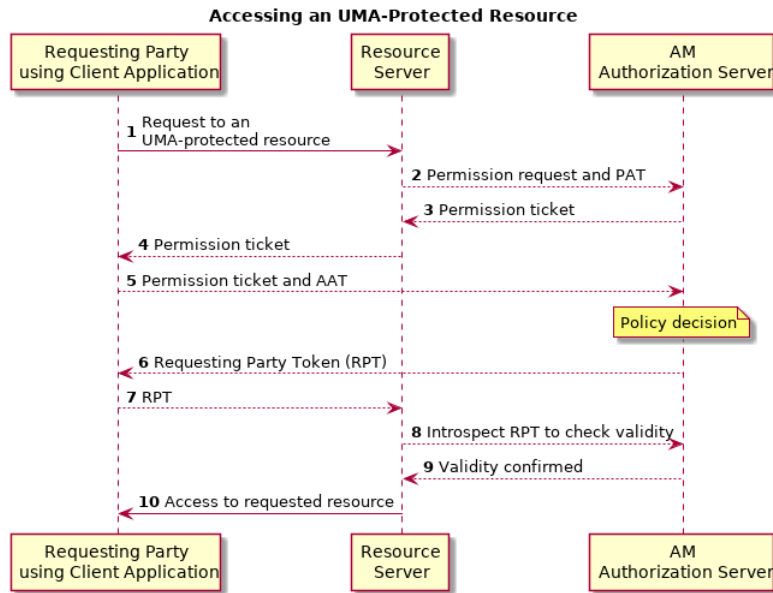 Accessing an UMA-Protected Resource
Requesting Party
using Client Application
Resource
Server
AM
Authorization Server
1 Request to an
UMA-protected resource
2 Permission request and PAT
3 Permission ticket
4 Permission ticket
5 Permission ticket and AAT
Policy decision
6 Requesting Party Token (RPT)
7 RPT
8 Introspect RPT to check validity
9 Validity confirmed
10 Access to requested resource
Requesting Party
using Client Application
Resource
Server
AM
Authorization Server